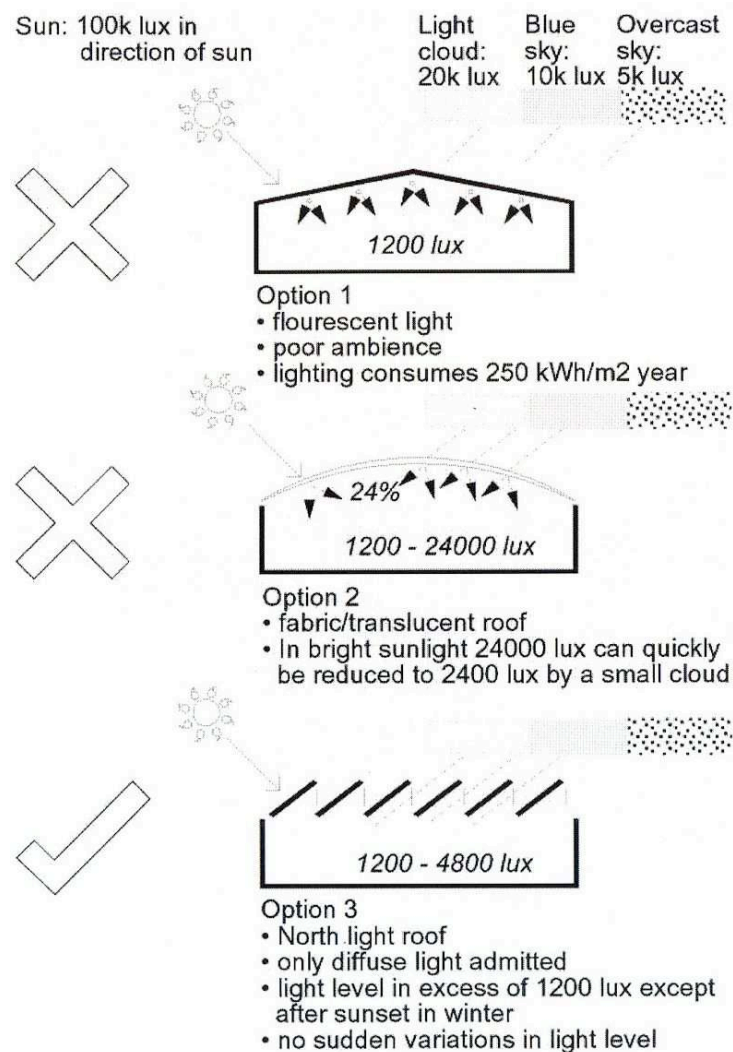 Sun: 100k lux in
direction of sun
Light
cloud:
20k lux
Blue
sky:
10k lux
Overcast
sky:
5k lux
1200 lux
Option 1
• flourescent light
• poor ambience
• lighting consumes 250 kWh/m2 year
24%
1200 - 24000 lux
Option 2
• fabric/translucent roof
• In bright sunlight 24000 lux can quickly
be reduced to 2400 lux by a small cloud
1200 - 4800 lux
Option 3
• North light roof
• only diffuse light admitted
• light level in excess of 1200 lux except
after sunset in winter
• no sudden variations in light level